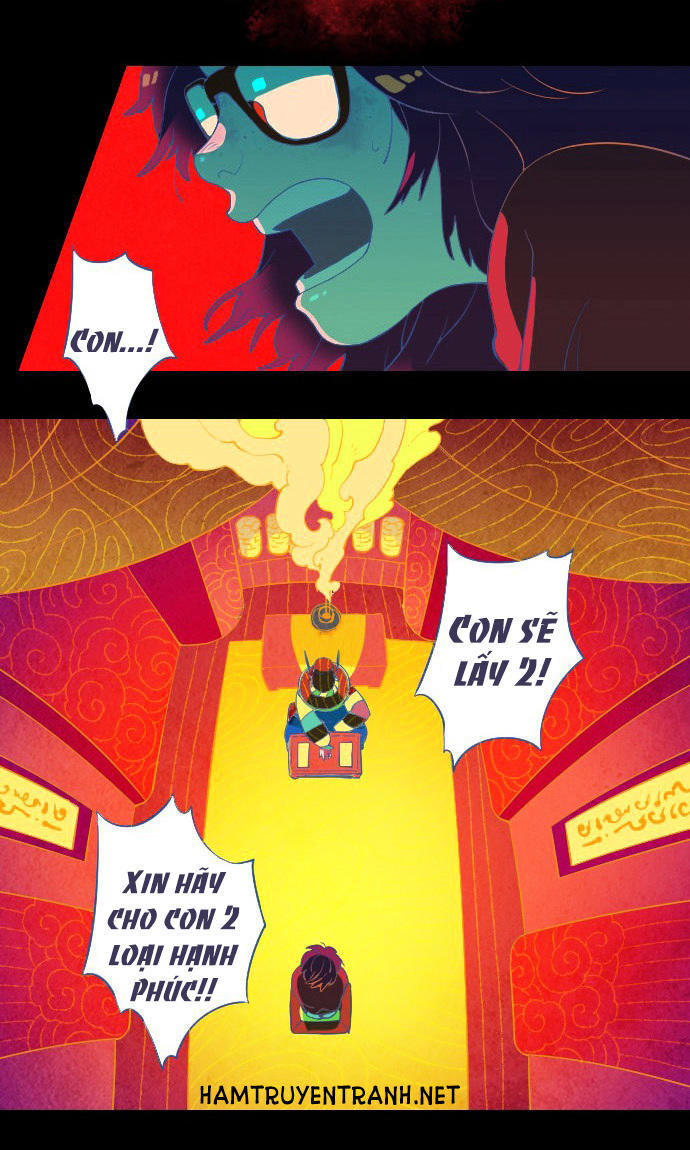 Con...!
Con sẽ
lấy 2!
Xin hãy
cho con 2
loại hạnh
phúc!!
HAMTRUYENTRANH.NET